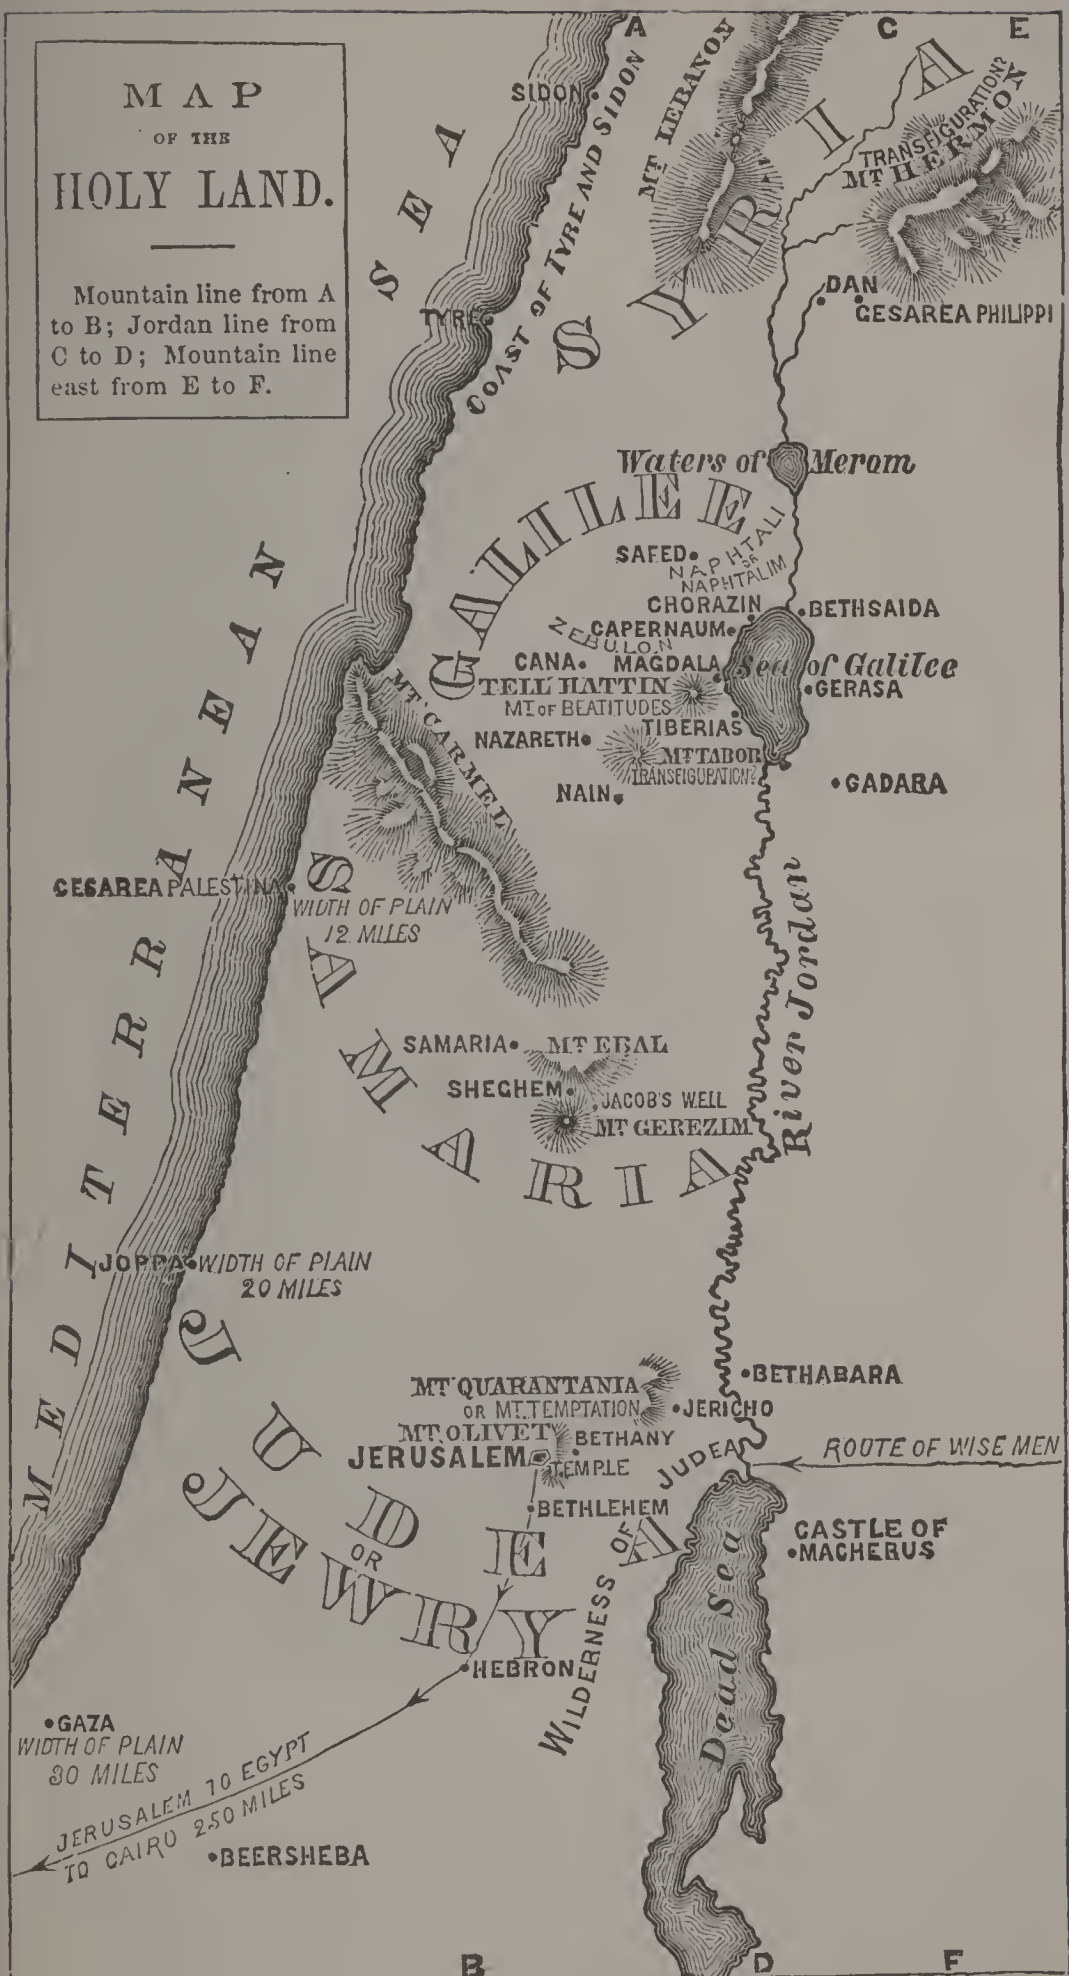 MAP
OF THE
HOLY LAND.
Mountain line from A
to B; Jordan line from
C to D; Mountain line
east from E to F.
A
C
E
SIDON
MT LEBANON
COAST OF TYRE AND SIDON
TRANSFIGURATION?
MT HERMON
SYRIA
DAN
CESAREA PHILIPPI
TYRE
MEDITERRANEAN SEA
Waters of Merom
GALILEE
SAFED
NAPHTALI
OR
NAPHTALIM
CHORAZIN
BETHSAIDA
ZEBULON
CAPERNAUM
CANA
MAGDALA
Sea of Galilee
TELL HATTIN
GERASA
MT OF BEATITUDES
TIBERIAS
MT CARMEL
NAZARETH
MT TABOR
TRANSFIGURATION?
NAIN
GADARA
CESAREA PALESTINA
WIDTH OF PLAIN
12 MILES
SAMARIA
River Jordan
SAMARIA
MT EBAL
SHECHEM
JACOB'S WELL
MT GEREZIM
JOPPA
WIDTH OF PLAIN
20 MILES
JUDEA
OR
JEWRY
MT QUARANTANIA
OR MT. TEMPTATION
BETHABARA
JERICHO
MT. OLIVET
BETHANY
JERUSALEM
TEMPLE
WILDERNESS OF JUDEA
ROUTE OF WISE MEN
BETHLEHEM
CASTLE OF
MACHERUS
Dead Sea
HEBRON
GAZA
WIDTH OF PLAIN
30 MILES
JERUSALEM TO EGYPT
TO CAIRO 250 MILES
BEERSHEBA
B
D
F